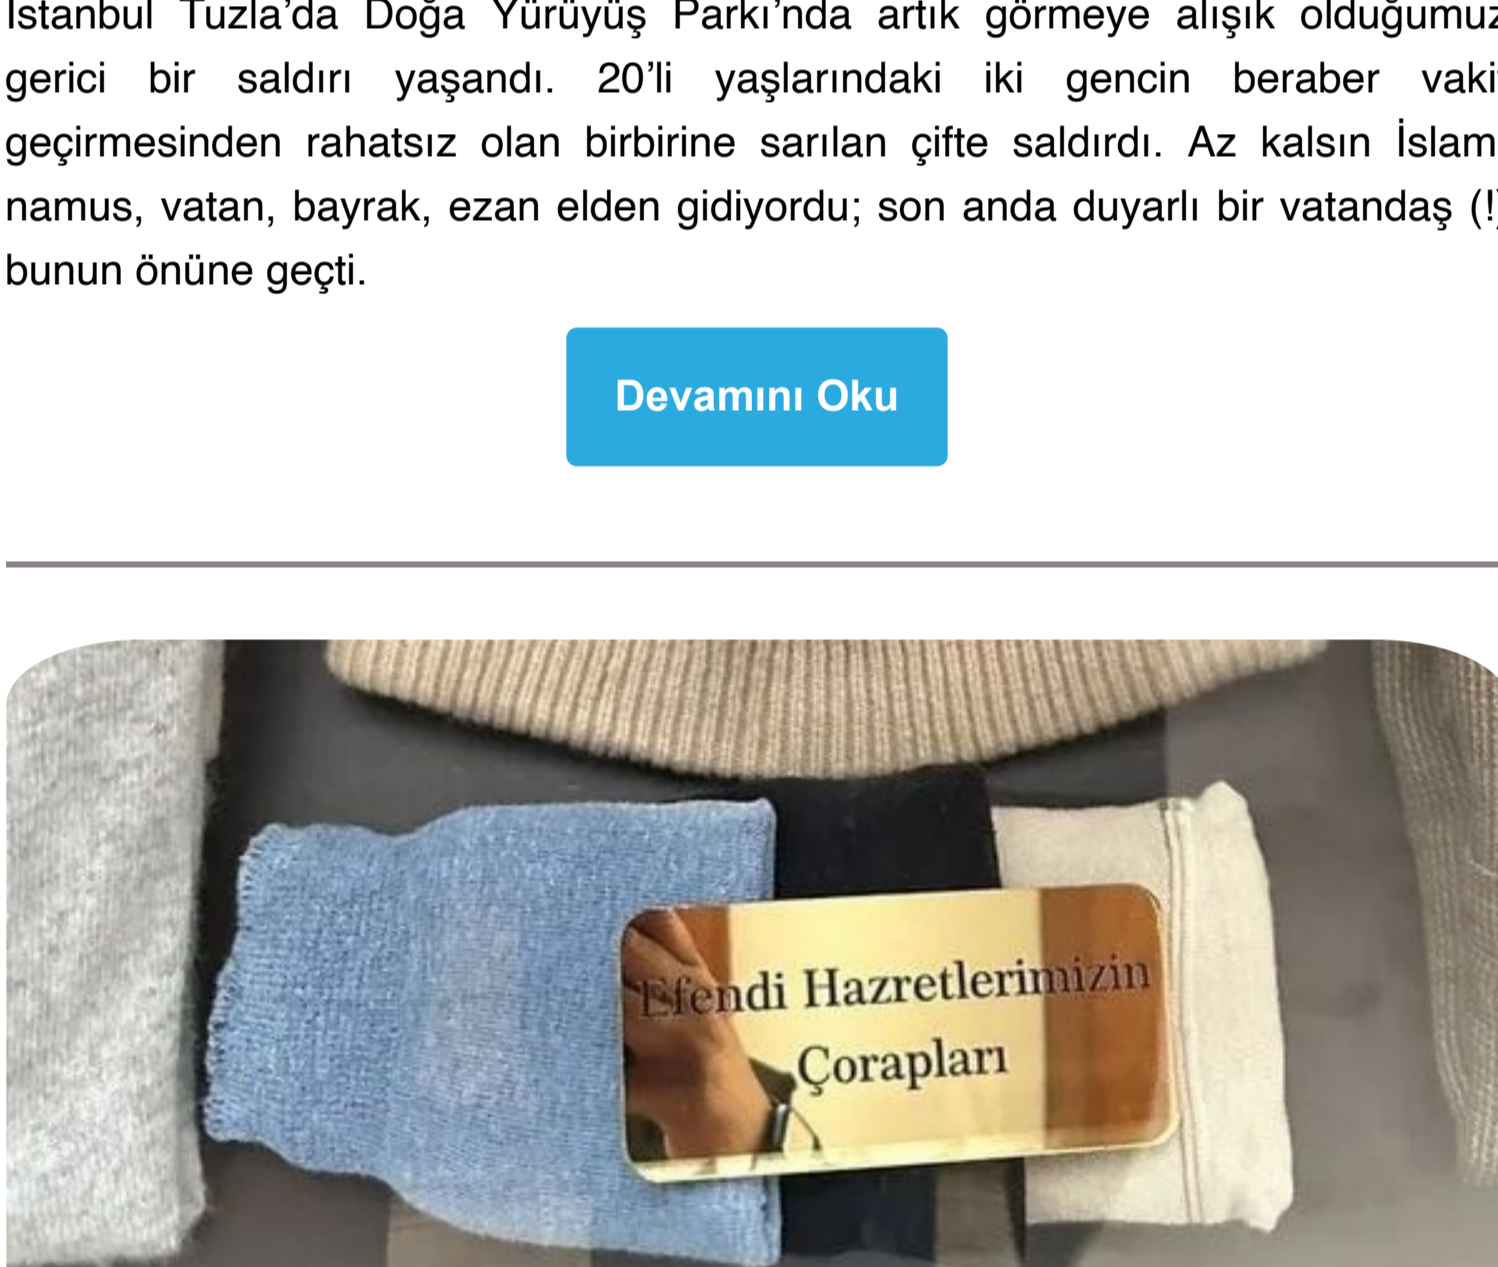 İstanbul Tuzla’da Doğa Yürüyüş Parkı’nda artık görmeye alışık olduğumuz
gerici bir saldırı yaşandı. 20’li yaşlarındaki iki gencin beraber vakit
geçirmesinden rahatsız olan birbirine sarılan çifte saldırdı. Az kalsın İslam,
namus, vatan, bayrak, ezan elden gidiyordu; son anda duyarlı bir vatandaş (!)
bunun önüne geçti.
Devamını Oku
Efendi Hazretlerimizin
Çorapları